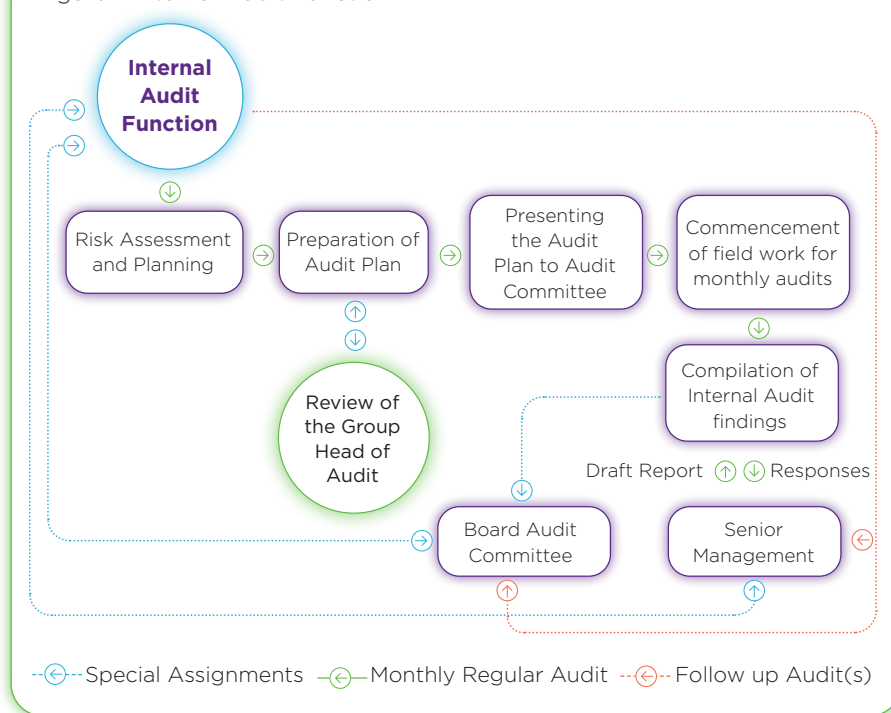 Internal
Audit
Function
Risk Assessment
and Planning
Preparation of
Audit Plan
Presenting
the Audit
Plan to Audit
Committee
Commencement
of field work for
monthly audits
Review of
the Group
Head of
Audit
Compilation of
Internal Audit
findings
Draft Report
Responses
Board Audit
Committee
Senior
Management
Special Assignments
Monthly Regular Audit
Follow up Audit(s)